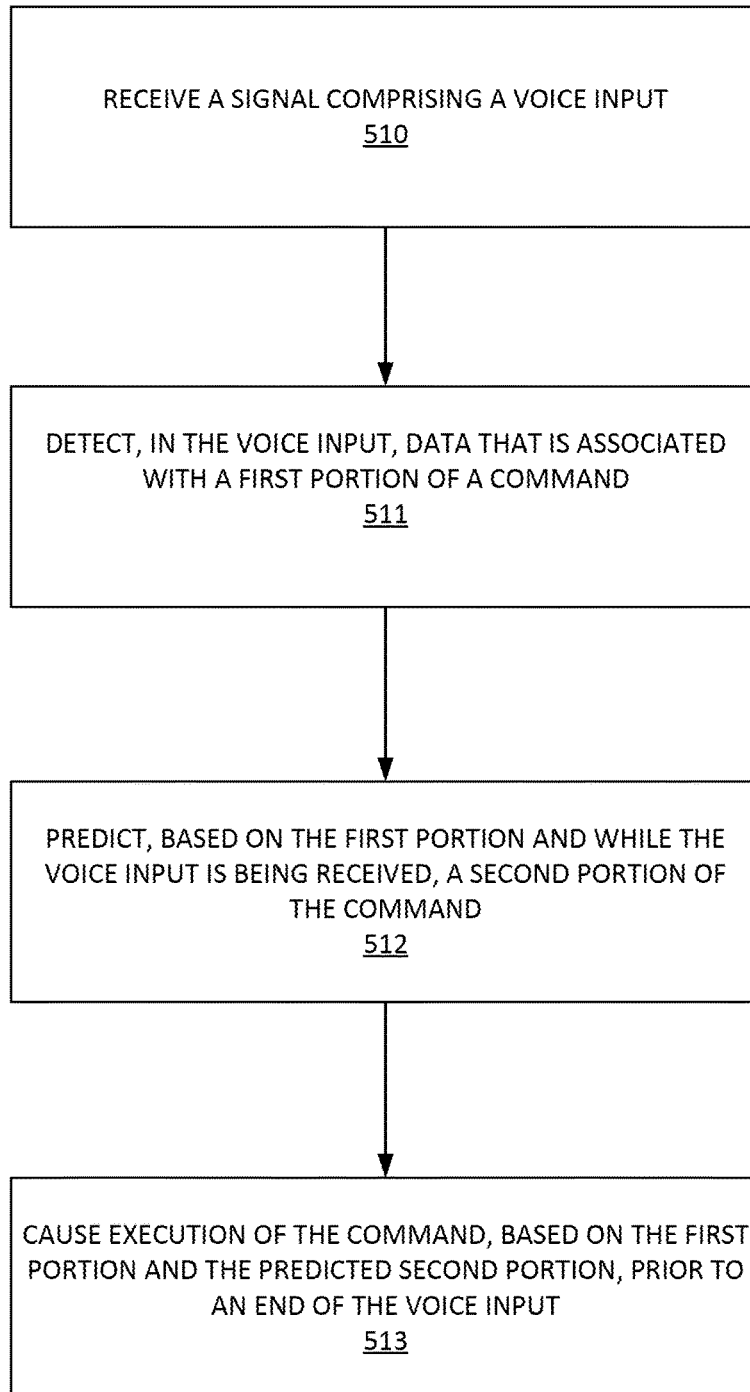 RECEIVE A SIGNAL COMPRISING A VOICE INPUT
510
DETECT, IN THE VOICE INPUT, DATA THAT IS ASSOCIATED
WITH A FIRST PORTION OF A COMMAND
511
PREDICT, BASED ON THE FIRST PORTION AND WHILE THE
VOICE INPUT IS BEING RECEIVED, A SECOND PORTION OF
THE COMMAND
512
CAUSE EXECUTION OF THE COMMAND, BASED ON THE FIRST
PORTION AND THE PREDICTED SECOND PORTION, PRIOR TO
AN END OF THE VOICE INPUT
513